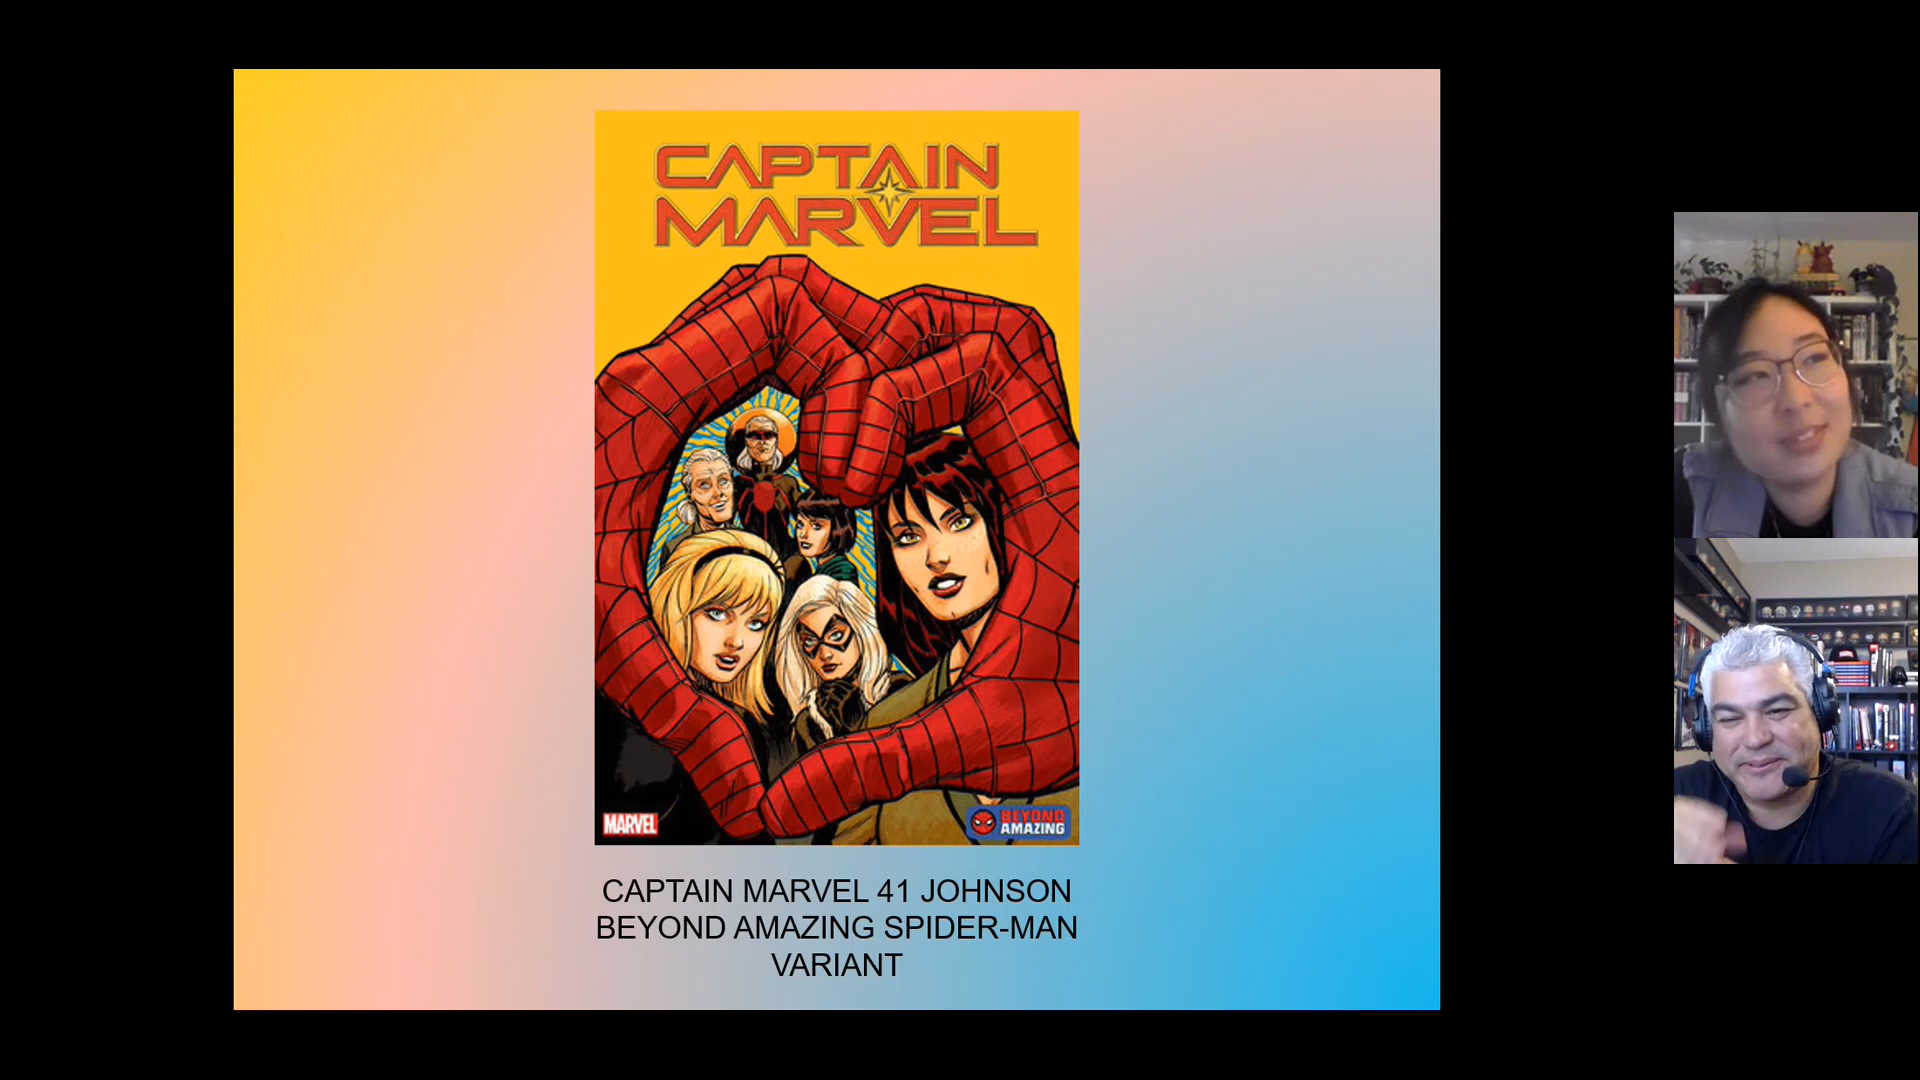 CAPTAIN
MARVEL
MARVEL
BEYOND
AMAZING
CAPTAIN MARVEL 41 JOHNSON
BEYOND AMAZING SPIDER-MAN
VARIANT